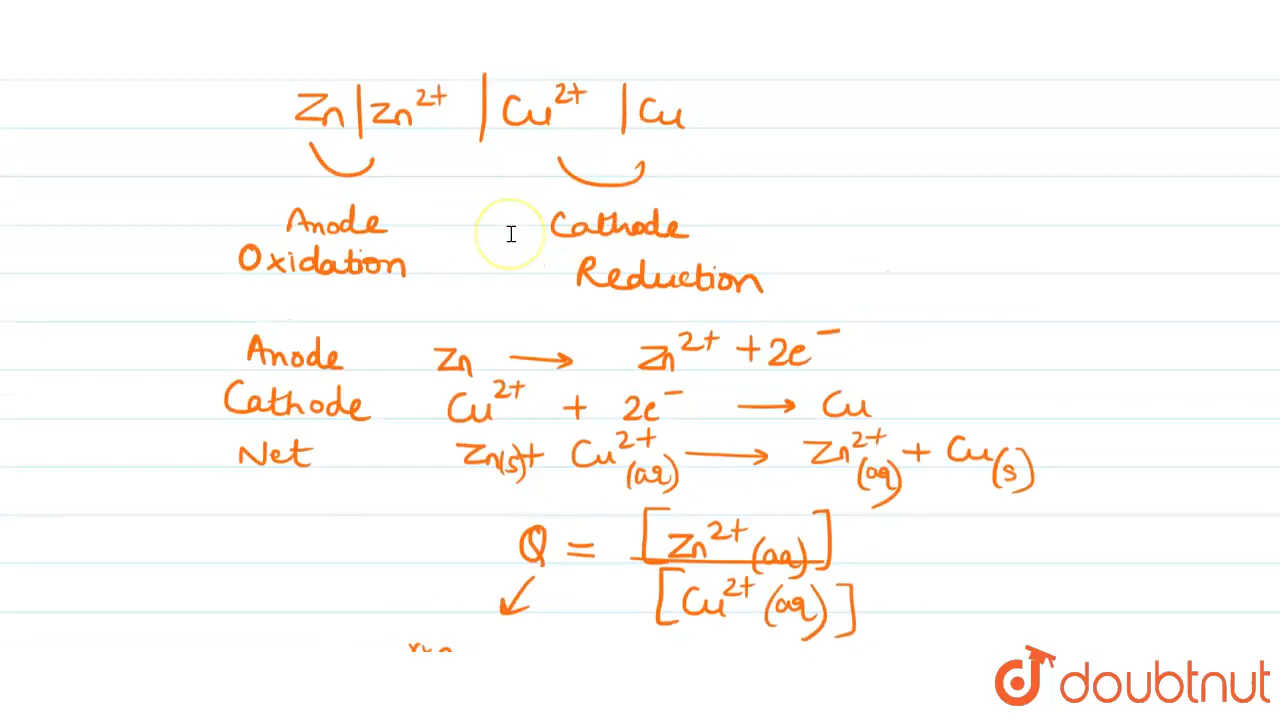 Zn | Zn²⁺ | Cu²⁺ | Cu
Anode Cathode
Oxidation Reduction
Anode Zn → Zn²⁺ + 2e⁻
Cathode Cu²⁺ + 2e⁻ → Cu
Net Zn(s) + Cu²⁺(aq) → Zn²⁺(aq) + Cu(s)
Q = [Zn²⁺(aq)]
[Cu²⁺(aq)]
doubtnut